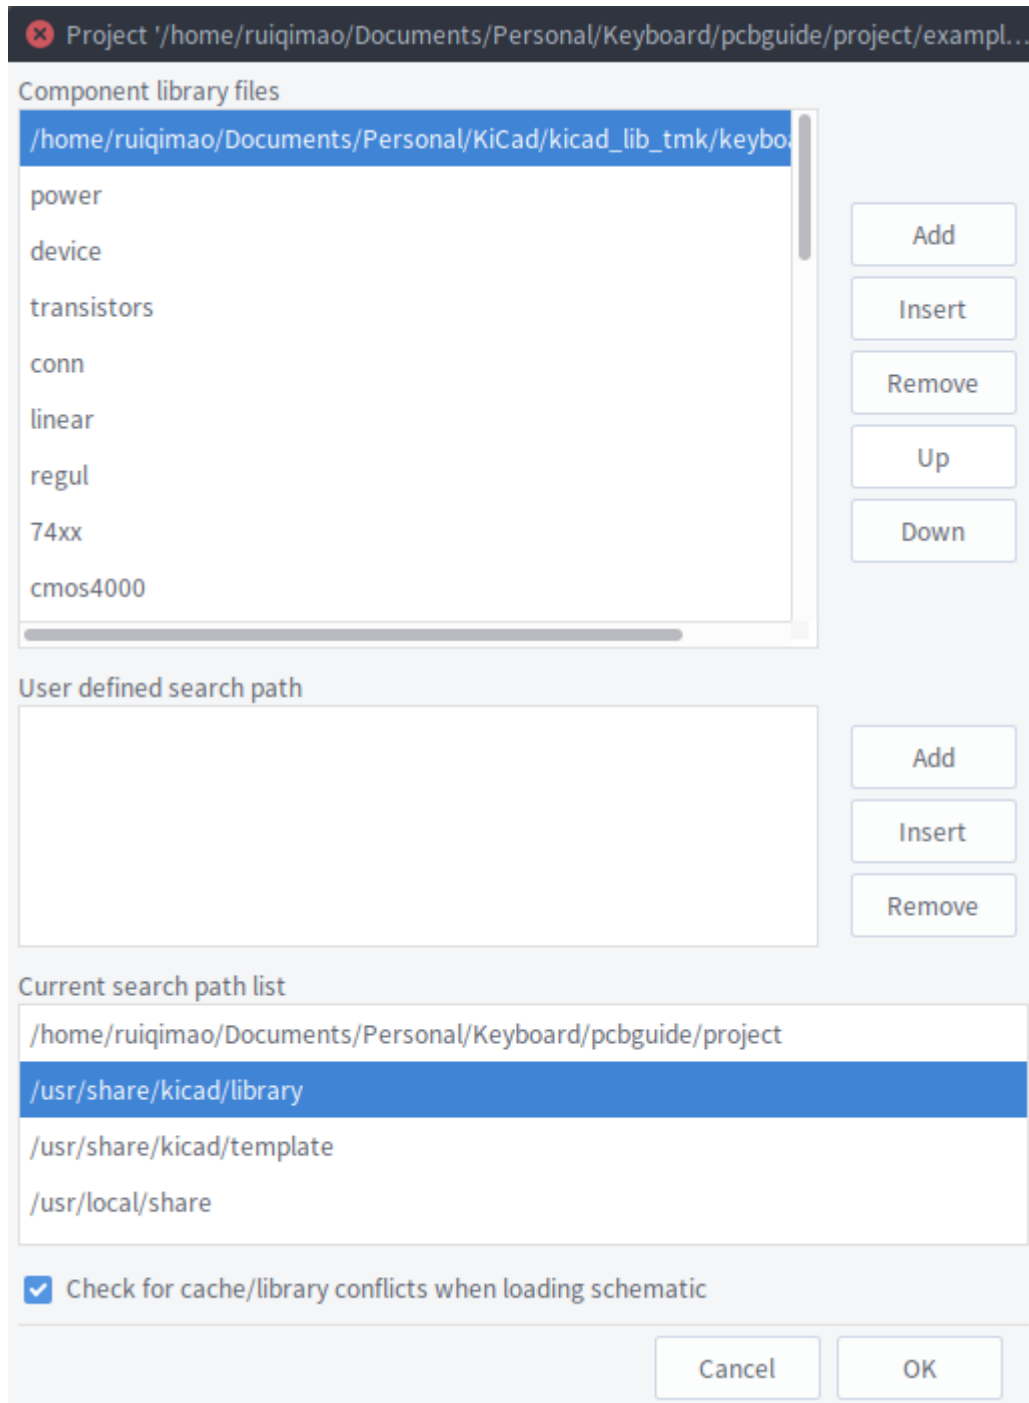 Project '/home/ruiqimao/Documents/Personal/Keyboard/pcbguide/project/exampl...
Component library files
/home/ruiqimao/Documents/Personal/KiCad/kicad_lib_tmk/keyboa
power
device
transistors
conn
linear
regul
74xx
cmos4000
Add
Insert
Remove
Up
Down
User defined search path
Add
Insert
Remove
Current search path list
/home/ruiqimao/Documents/Personal/Keyboard/pcbguide/project
/usr/share/kicad/library
/usr/share/kicad/template
/usr/local/share
Check for cache/library conflicts when loading schematic
Cancel
OK